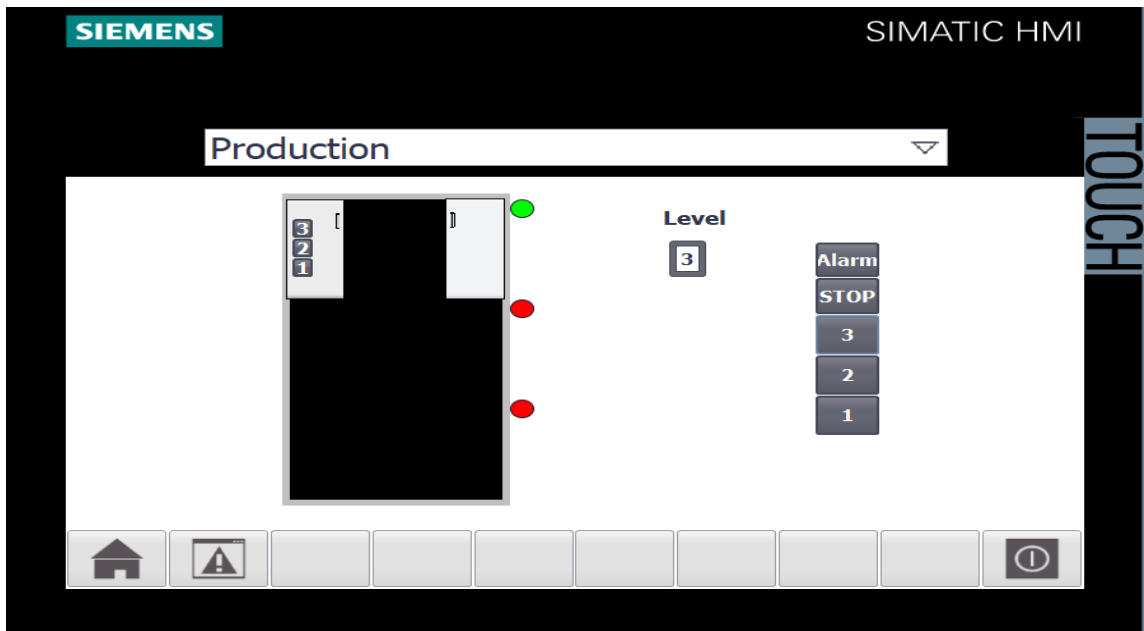 SIEMENS
SIMATIC HMI
TOUCH
Production
Level
3
3
2
1
Alarm
STOP
3
2
1